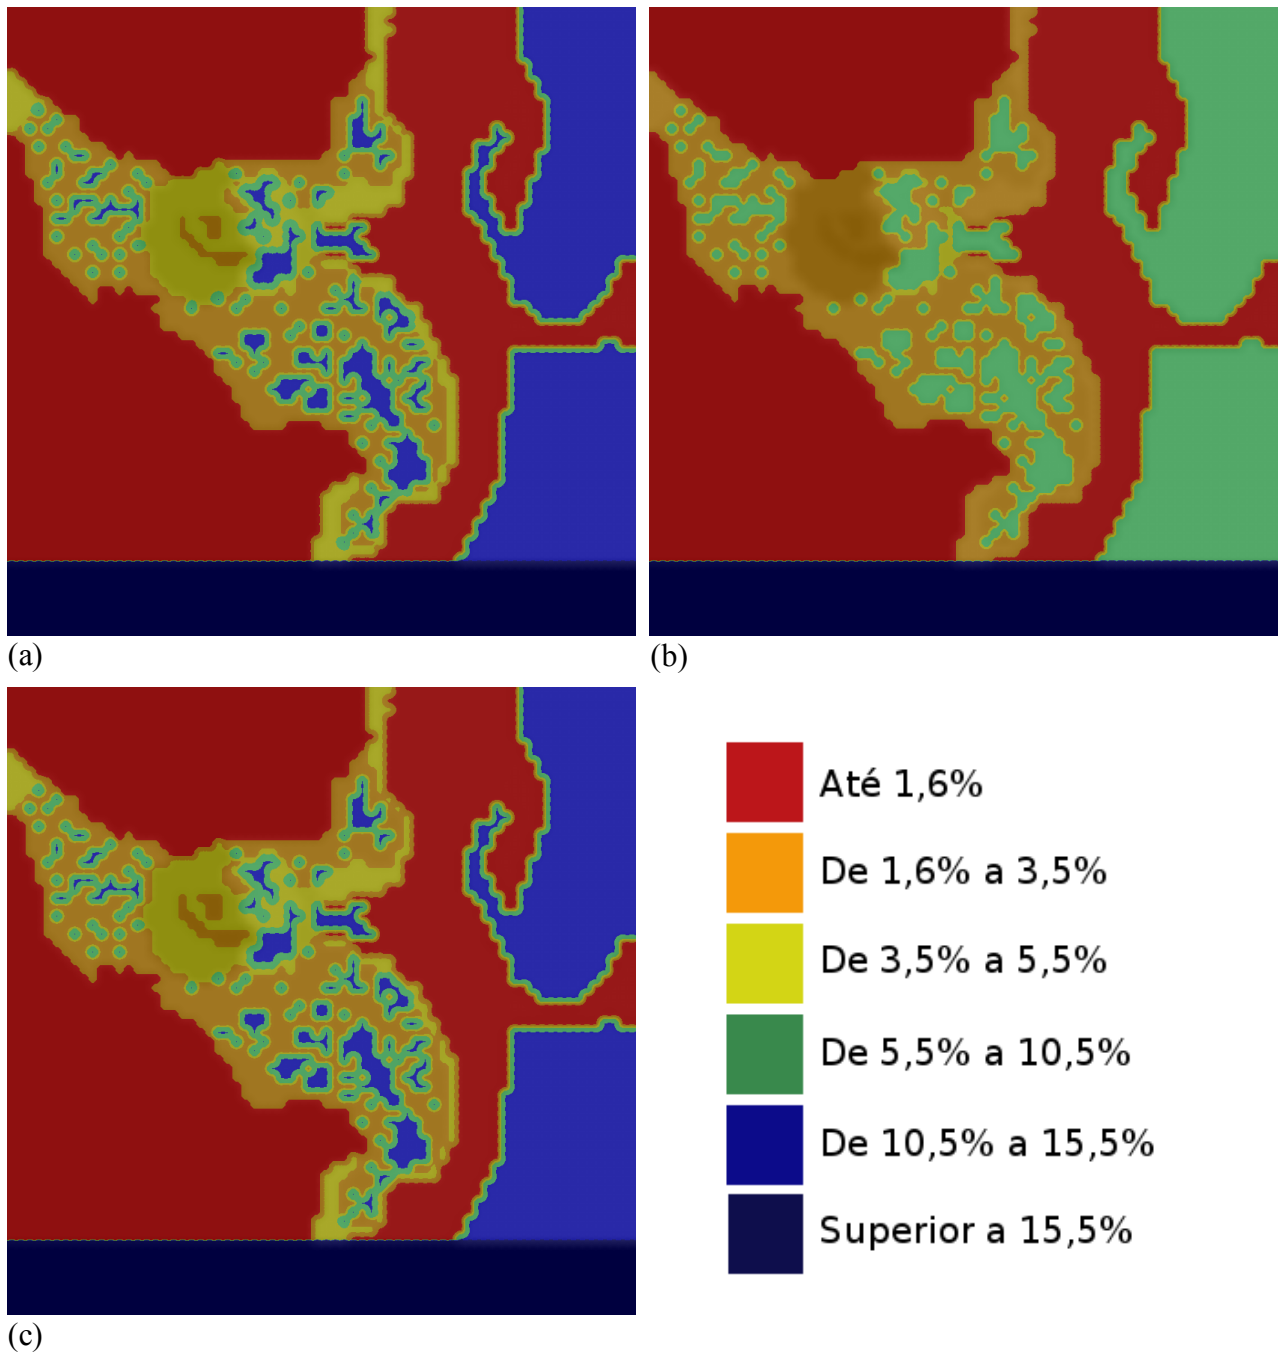 (a)
(b)
Até 1,6%
De 1,6% a 3,5%
De 3,5% a 5,5%
De 5,5% a 10,5%
De 10,5% a 15,5%
Superior a 15,5%
(c)